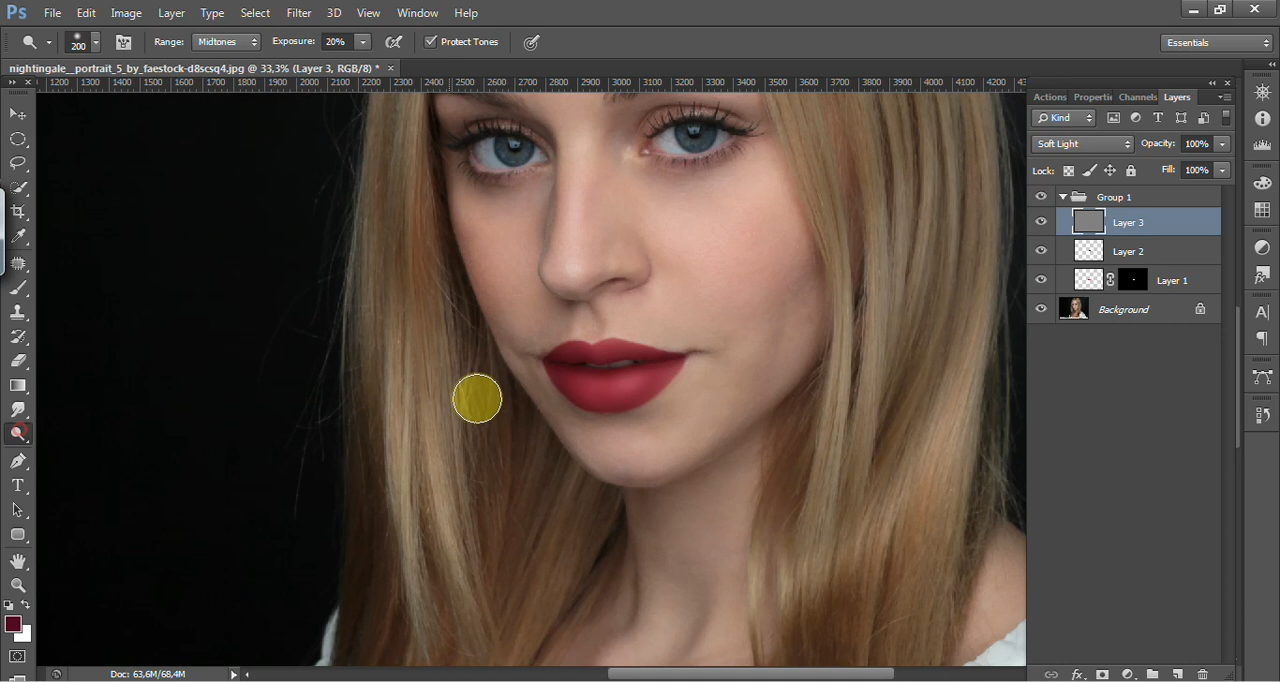 Ps File Edit Image Layer Type Select Filter 3D View Window Help
200 Range: Midtones Exposure: 20% Protect Tones Essentials
nightingale__portrait_5_by_faestock-d8scsq4.jpg @ 33,3% (Layer 3, RGB/8) * ×
1200 1300 1400 1500 1600 1700 1800 1900 2000 2100 2200 2300 2400 2500 2600 2700 2800 2900 3000 3100 3200 3300 3400 3500 3600 3700 3800 3900 4000 4100 4200
Actions Properti Channels Layers
Kind T
Soft Light Opacity: 100%
Lock: Fill: 100%
Group 1
Layer 3
Layer 2
Layer 1
Background
A
T
fx
Doc: 63,6M/68,4M